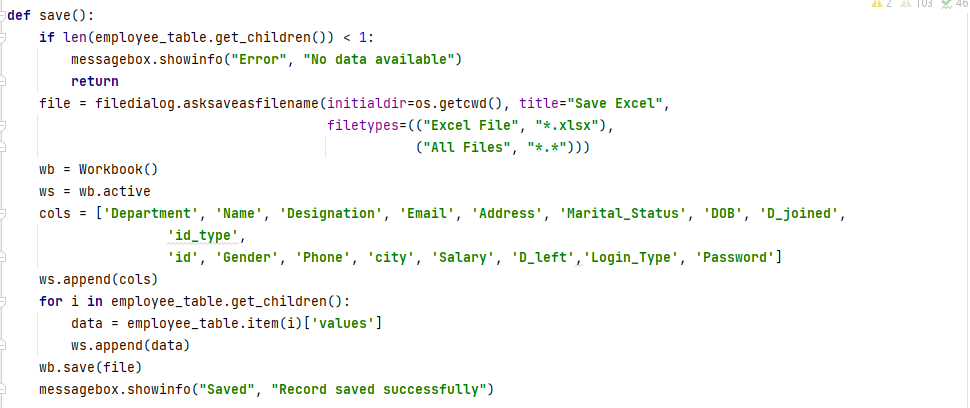 2 103 46
def save():
    if len(employee_table.get_children()) < 1:
        messagebox.showinfo("Error", "No data available")
        return
    file = filedialog.asksaveasfilename(initialdir=os.getcwd(), title="Save Excel",
                                        filetypes=(("Excel File", "*.xlsx"),
                                                   ("All Files", "*.*")))
    wb = Workbook()
    ws = wb.active
    cols = ['Department', 'Name', 'Designation', 'Email', 'Address', 'Marital_Status', 'DOB', 'D_joined',
                    'id_type',
                    'id', 'Gender', 'Phone', 'city', 'Salary', 'D_left','Login_Type', 'Password']
    ws.append(cols)
    for i in employee_table.get_children():
        data = employee_table.item(i)['values']
        ws.append(data)
    wb.save(file)
    messagebox.showinfo("Saved", "Record saved successfully")